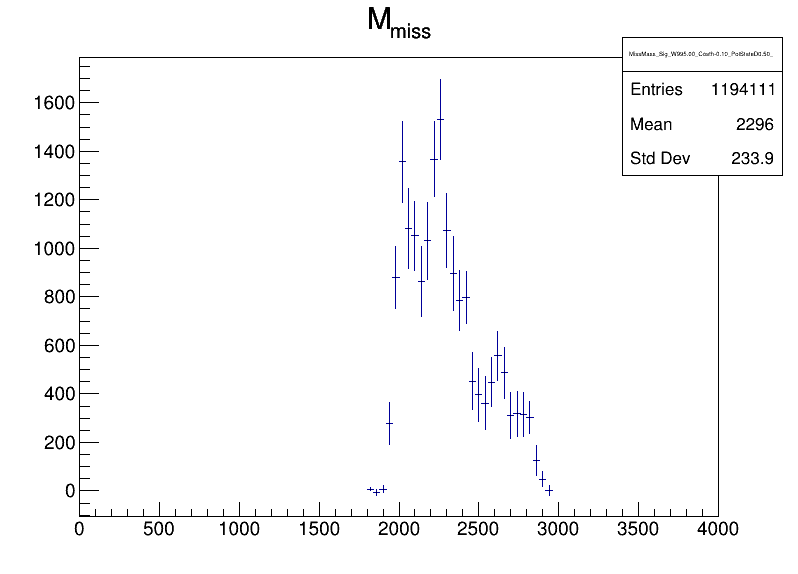 M_miss
MissMass_Sig_W995.00_Costh-0.10_PolStateD0.50_
Entries 1194111
Mean 2296
Std Dev 233.9
1600
1400
1200
1000
800
600
400
200
0
0 500 1000 1500 2000 2500 3000 3500 4000